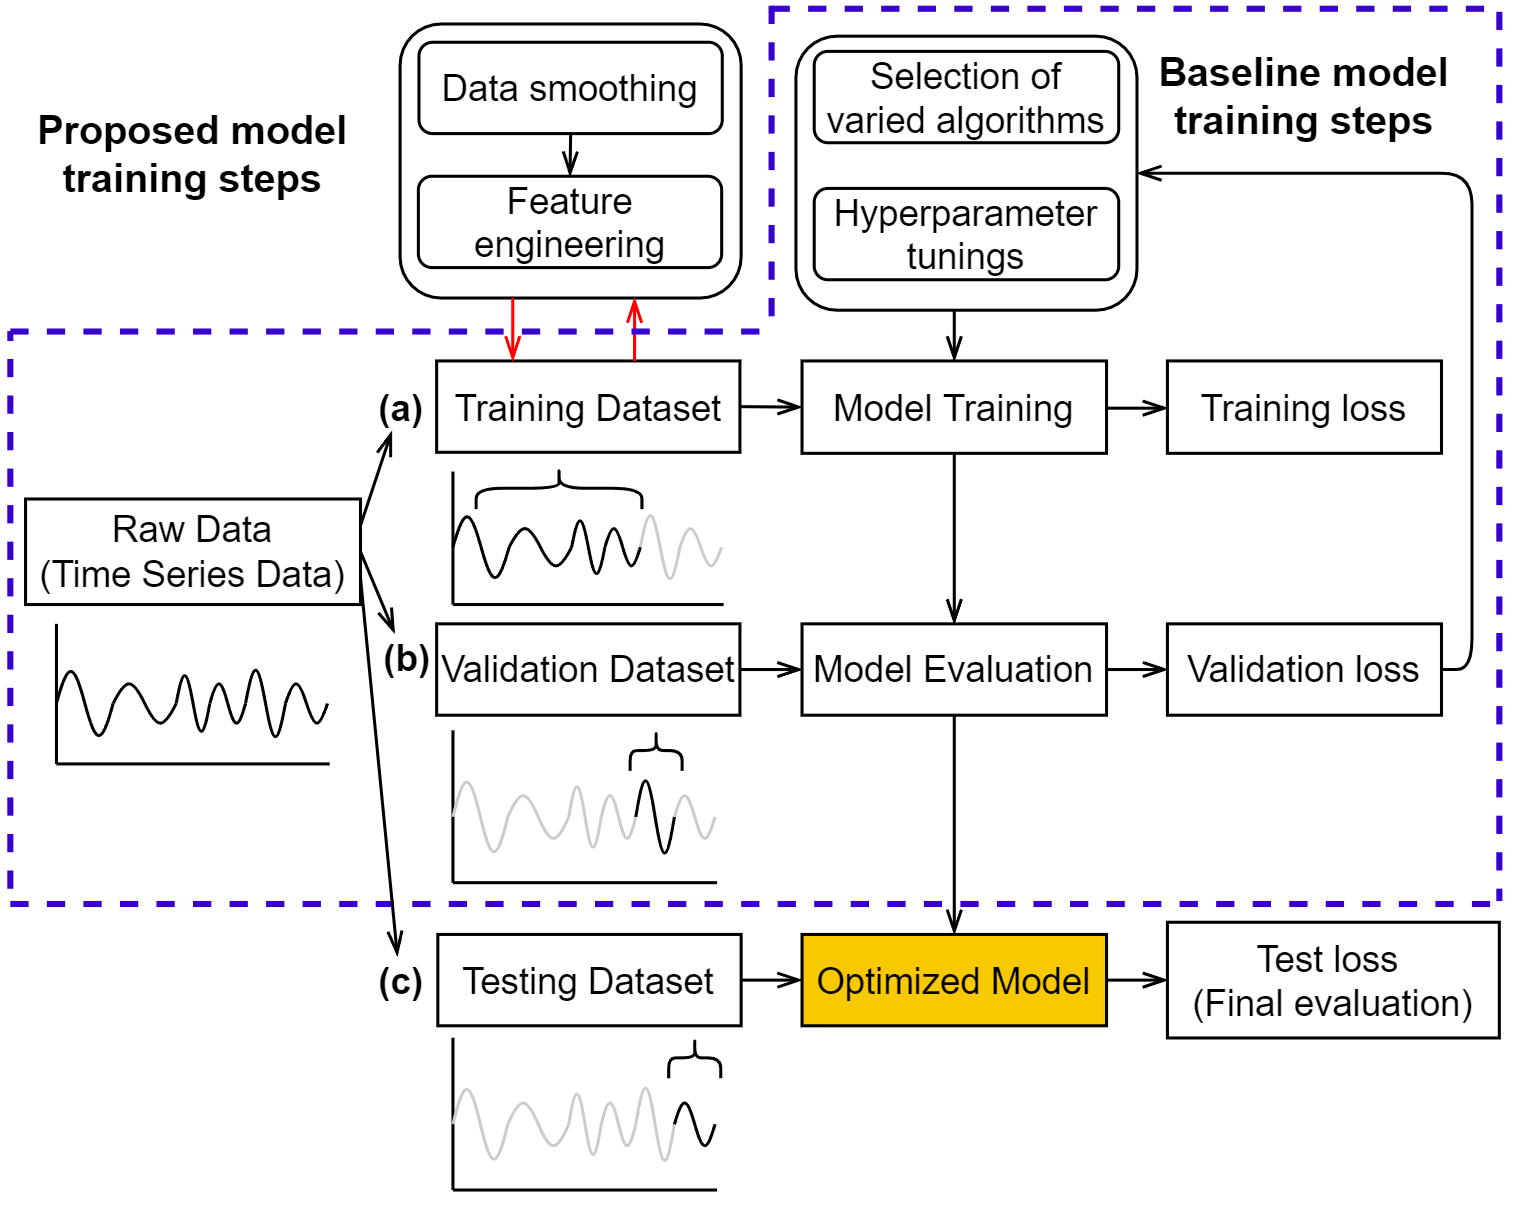 Data smoothing
Feature
engineering
Proposed model
training steps
Selection of
varied algorithms
Hyperparameter
tunings
Baseline model
training steps
(a)
Training Dataset
Model Training
Training loss
Raw Data
(Time Series Data)
(b)
Validation Dataset
Model Evaluation
Validation loss
(c)
Testing Dataset
Optimized Model
Test loss
(Final evaluation)